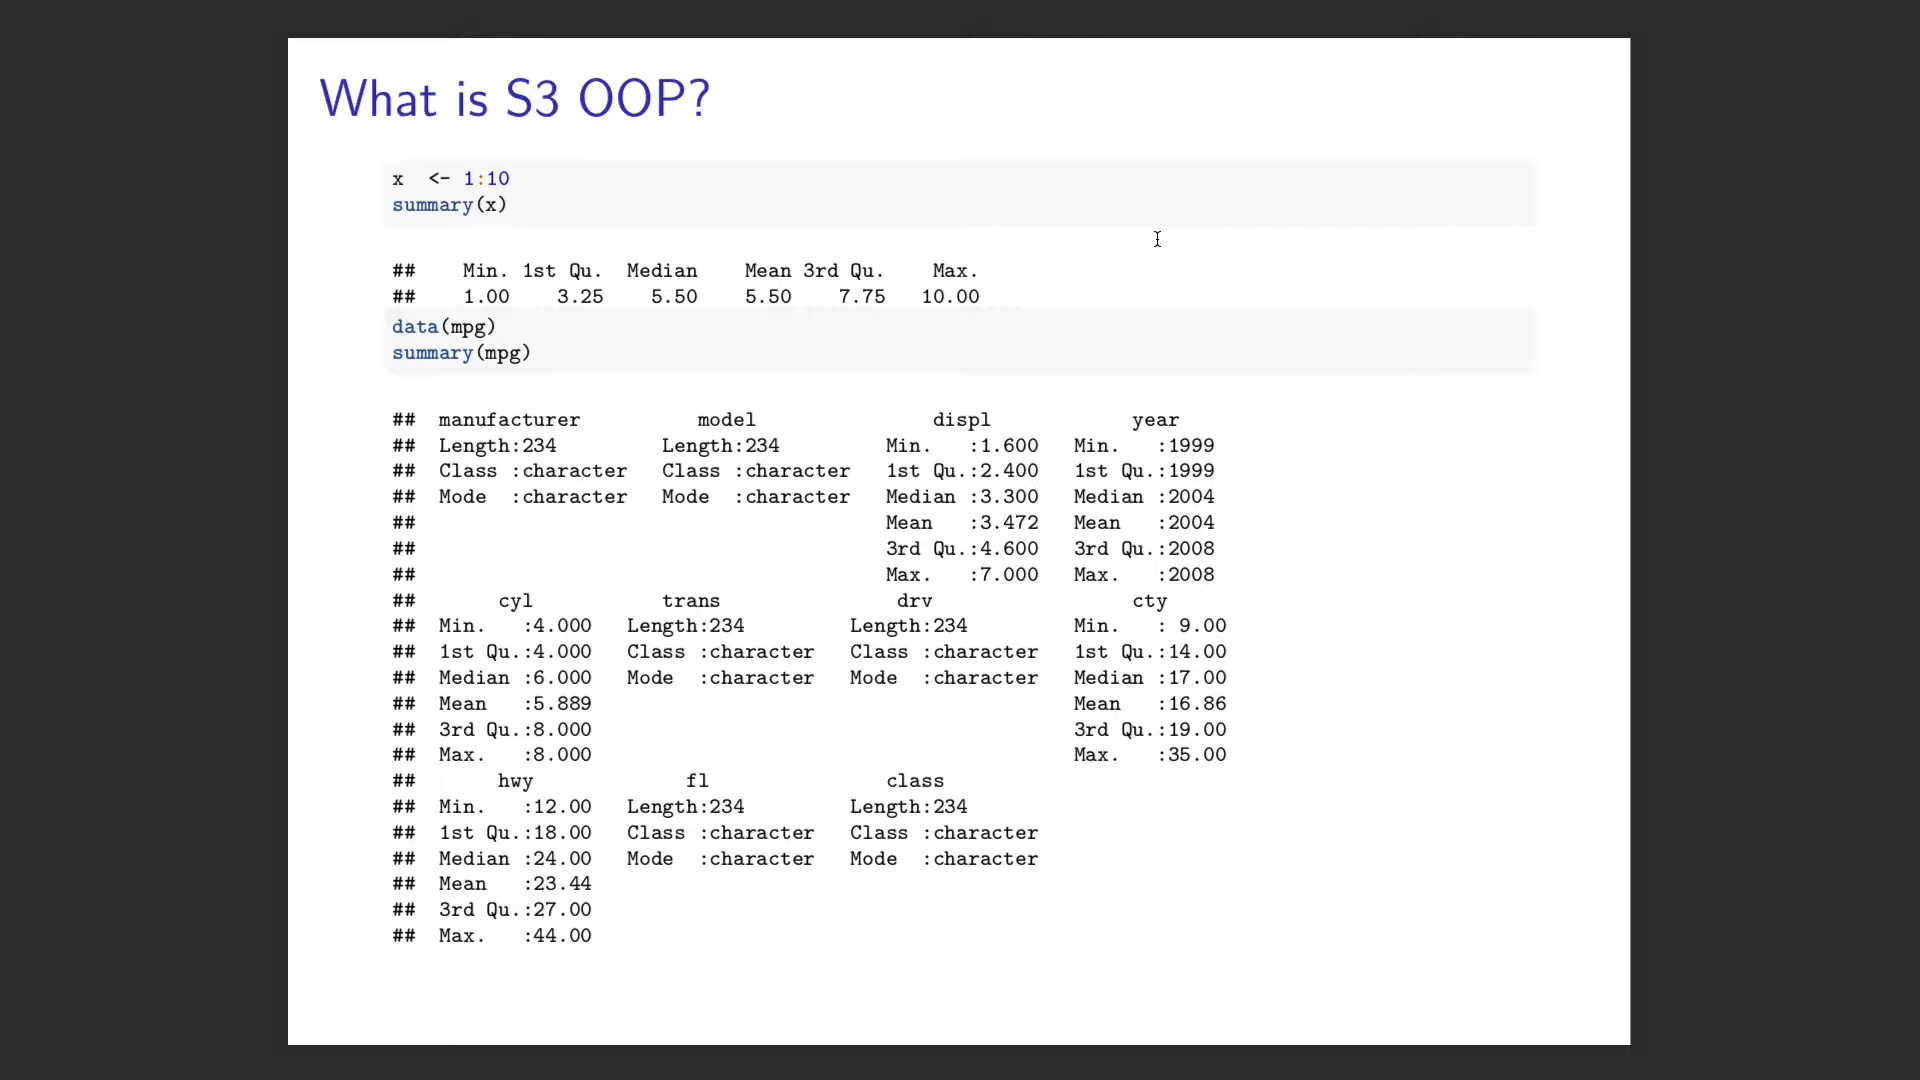 What is S3 OOP?
x  <- 1:10
summary(x)
##    Min. 1st Qu.  Median    Mean 3rd Qu.    Max.
##    1.00    3.25    5.50    5.50    7.75   10.00
data(mpg)
summary(mpg)
##  manufacturer          model               displ            year
##  Length:234         Length:234         Min.   :1.600   Min.   :1999
##  Class :character   Class :character   1st Qu.:2.400   1st Qu.:1999
##  Mode  :character   Mode  :character   Median :3.300   Median :2004
##                                        Mean   :3.472   Mean   :2004
##                                        3rd Qu.:4.600   3rd Qu.:2008
##                                        Max.   :7.000   Max.   :2008
##       cyl           trans               drv                 cty
##  Min.   :4.000   Length:234         Length:234         Min.   : 9.00
##  1st Qu.:4.000   Class :character   Class :character   1st Qu.:14.00
##  Median :6.000   Mode  :character   Mode  :character   Median :17.00
##  Mean   :5.889                                         Mean   :16.86
##  3rd Qu.:8.000                                         3rd Qu.:19.00
##  Max.   :8.000                                         Max.   :35.00
##       hwy             fl               class
##  Min.   :12.00   Length:234         Length:234
##  1st Qu.:18.00   Class :character   Class :character
##  Median :24.00   Mode  :character   Mode  :character
##  Mean   :23.44
##  3rd Qu.:27.00
##  Max.   :44.00